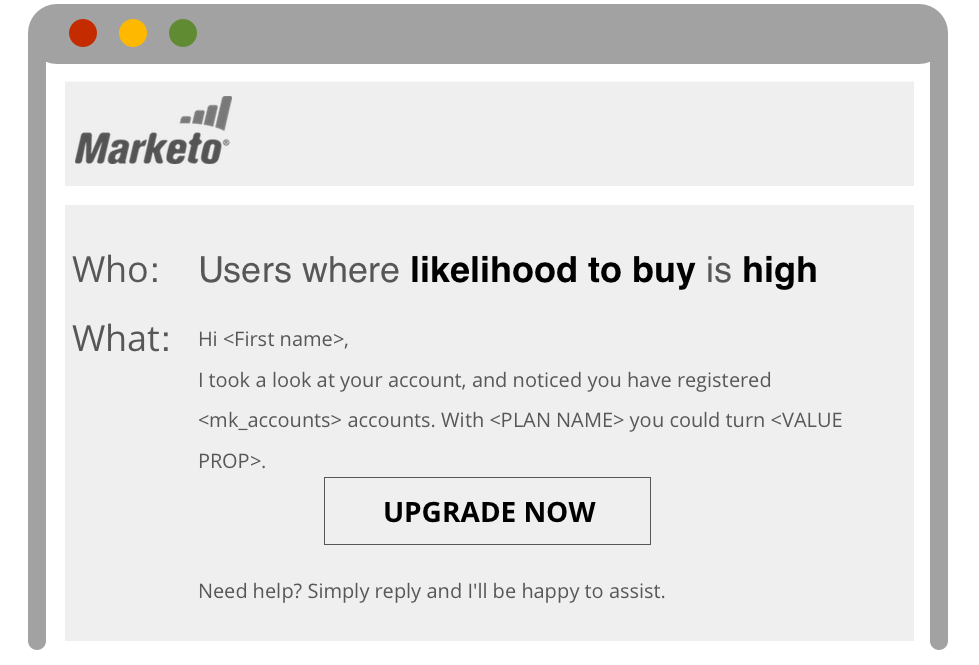 Marketo®
Who: Users where likelihood to buy is high
What: Hi <First name>,
I took a look at your account, and noticed you have registered
<mk_accounts> accounts. With <PLAN NAME> you could turn <VALUE
PROP>.
UPGRADE NOW
Need help? Simply reply and I'll be happy to assist.